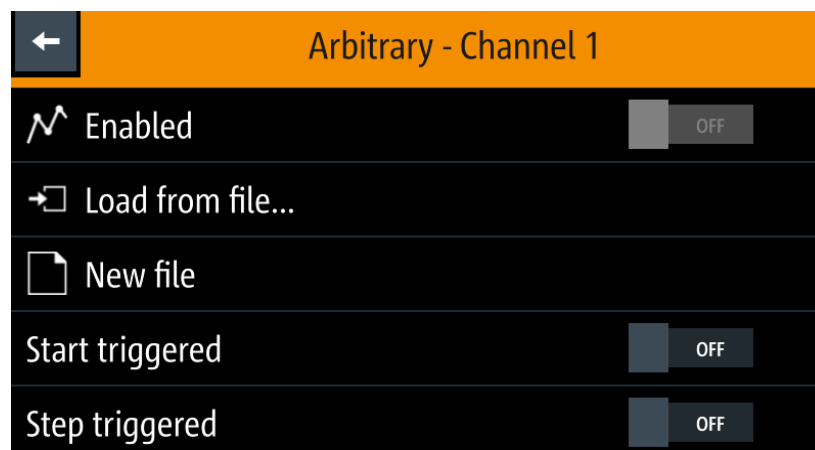 Arbitrary - Channel 1
Enabled OFF
Load from file...
New file
Start triggered OFF
Step triggered OFF